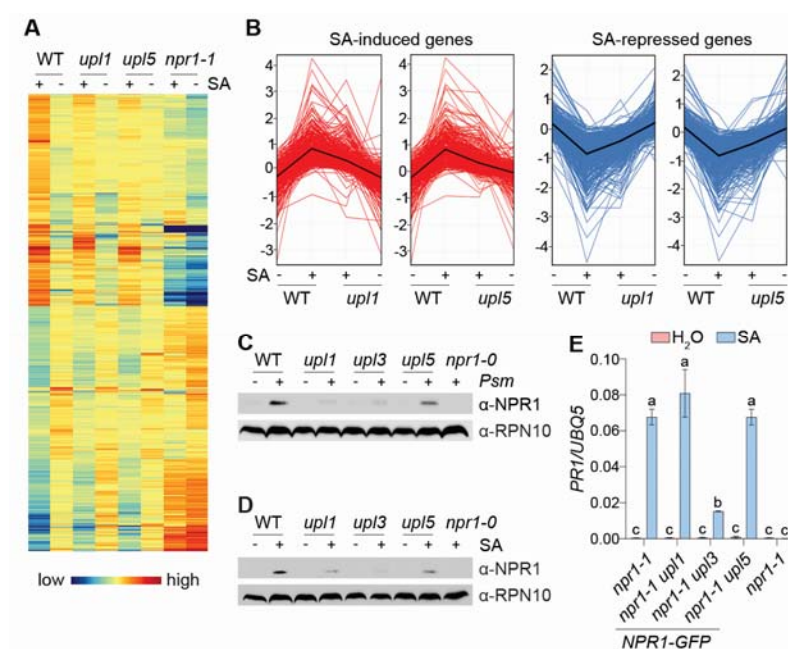 A
WT upl1 upl5 npr1-1
+ - + - + - + - SA
low high
B
SA-induced genes SA-repressed genes
4 4 2 2
3 3 1 1
2 2 0 0
1 1 -1 -1
0 0 -2 -2
-1 -1 -3 -3
-2 -2 -4 -4
-3 -3
SA - + + - - + + - - + + - - + + -
WT upl1 WT upl5 WT upl1 WT upl5
C
WT upl1 upl3 upl5 npr1-0
- + - + - + - + + Psm
α-NPR1
α-RPN10
D
WT upl1 upl3 upl5 npr1-0
- + - + - + - + + SA
α-NPR1
α-RPN10
E
H2O SA
PR1/UBQ5
0.10
0.08
0.06
0.04
0.02
0.00
c a c a c b c a c c
npr1-1
npr1-1 upl1
npr1-1 upl3
npr1-1 upl5
npr1-1
NPR1-GFP